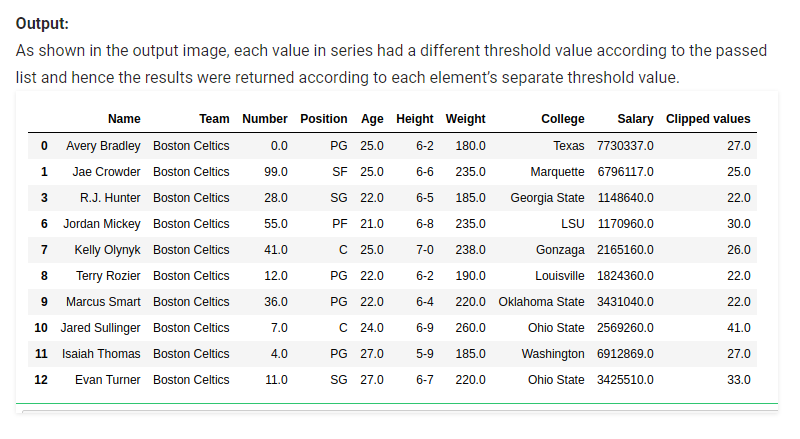 Output:
As shown in the output image, each value in series had a different threshold value according to the passed
list and hence the results were returned according to each element's separate threshold value.
Name Team Number Position Age Height Weight College Salary Clipped values
0 Avery Bradley Boston Celtics 0.0 PG 25.0 6-2 180.0 Texas 7730337.0 27.0
1 Jae Crowder Boston Celtics 99.0 SF 25.0 6-6 235.0 Marquette 6796117.0 25.0
3 R.J. Hunter Boston Celtics 28.0 SG 22.0 6-5 185.0 Georgia State 1148640.0 22.0
6 Jordan Mickey Boston Celtics 55.0 PF 21.0 6-8 235.0 LSU 1170960.0 30.0
7 Kelly Olynyk Boston Celtics 41.0 C 25.0 7-0 238.0 Gonzaga 2165160.0 26.0
8 Terry Rozier Boston Celtics 12.0 PG 22.0 6-2 190.0 Louisville 1824360.0 22.0
9 Marcus Smart Boston Celtics 36.0 PG 22.0 6-4 220.0 Oklahoma State 3431040.0 22.0
10 Jared Sullinger Boston Celtics 7.0 C 24.0 6-9 260.0 Ohio State 2569260.0 41.0
11 Isaiah Thomas Boston Celtics 4.0 PG 27.0 5-9 185.0 Washington 6912869.0 27.0
12 Evan Turner Boston Celtics 11.0 SG 27.0 6-7 220.0 Ohio State 3425510.0 33.0